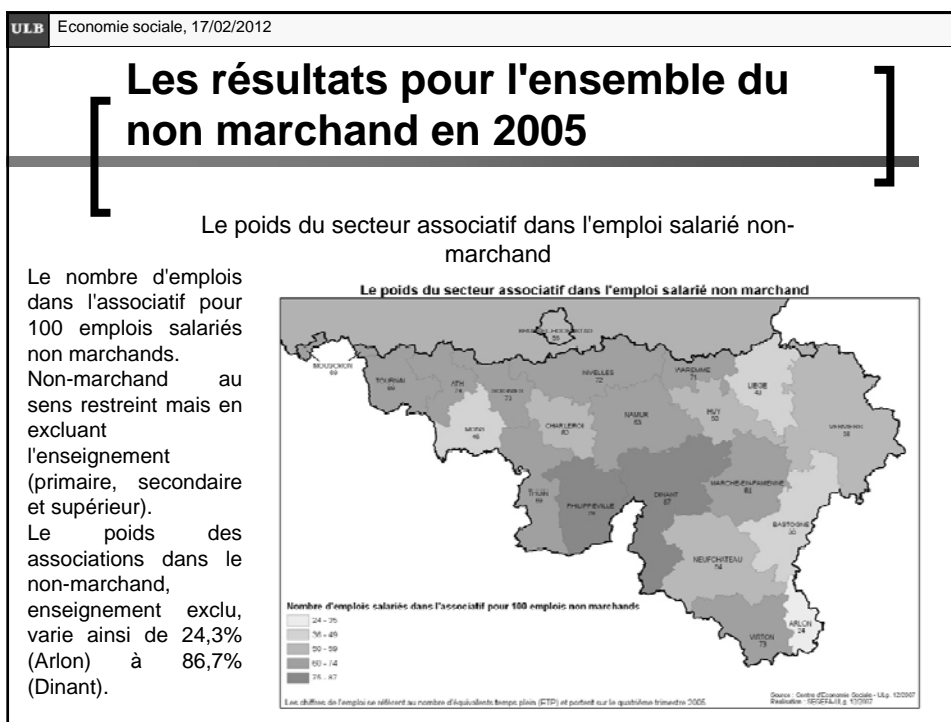 ULB Economie sociale, 17/02/2012
Les résultats pour l'ensemble du
non marchand en 2005
Le poids du secteur associatif dans l'emploi salarié non-
marchand
Le nombre d'emplois
dans l'associatif pour
100 emplois salariés
non marchands.
Non-marchand au
sens restreint mais en
excluant
l'enseignement
(primaire, secondaire
et supérieur).
Le poids des
associations dans le
non-marchand,
enseignement exclu,
varie ainsi de 24,3%
(Arlon) à 86,7%
(Dinant).
Le poids du secteur associatif dans l'emploi salarié non marchand
MOUSCRON
TOURNAI
ATH
SOIGNIES
NIVELLES
72
WAREMME
71
LIEGE
MONS
CHARLEROI
NAMUR
HUY
VERVIERS
THUIN
PHILIPPEVILLE
DINANT
87
MARCHE-EN-FAMENNE
BASTOGNE
NEUFCHATEAU
54
VIRTON
ARLON
24
Nombre d'emplois salariés dans l'associatif pour 100 emplois non marchands
24 - 35
36 - 49
50 - 59
60 - 74
75 - 87
Les chiffres de l'emploi se réfèrent au nombre d'équivalents temps plein (ETP) et portent sur le quatrième trimestre 2005.
Source : Centre d'Economie Sociale - ULg, 12/2007
Réalisation : SEGEFA-ULg, 12/2007